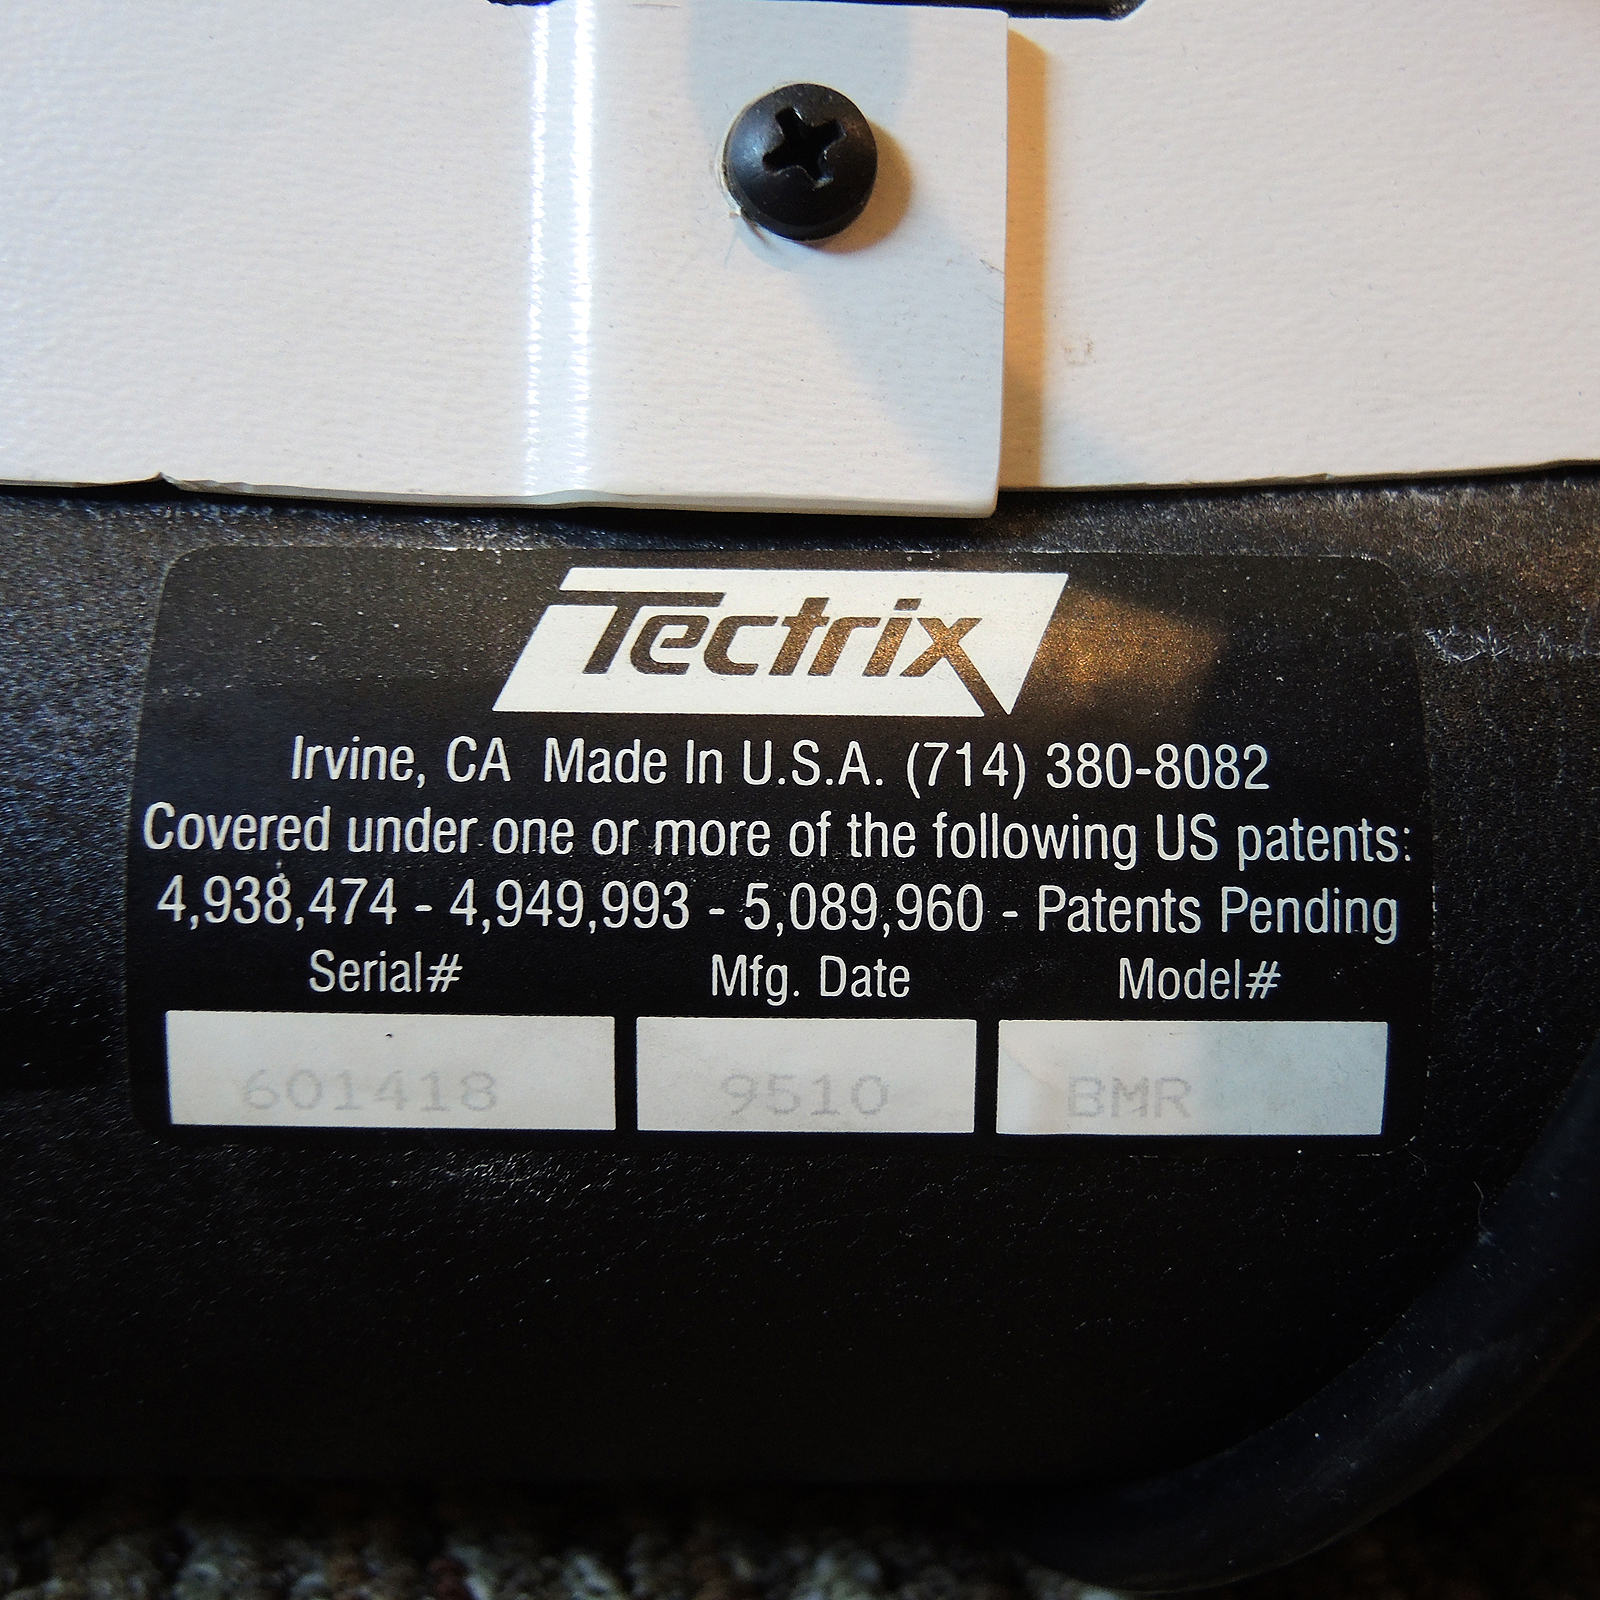 Tectrix
Irvine, CA Made In U.S.A. (714) 380-8082
Covered under one or more of the following US patents:
4,938,474 - 4,949,993 - 5,089,960 - Patents Pending
Serial# Mfg. Date Model#
601418 9510 BMR